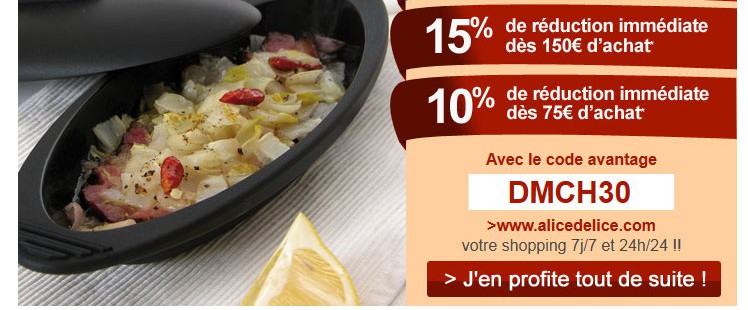 15% de réduction immédiate
dès 150€ d'achat*
10% de réduction immédiate
dès 75€ d'achat*
Avec le code avantage
DMCH30
>www.alicedelice.com
votre shopping 7j/7 et 24h/24 !!
> J'en profite tout de suite !